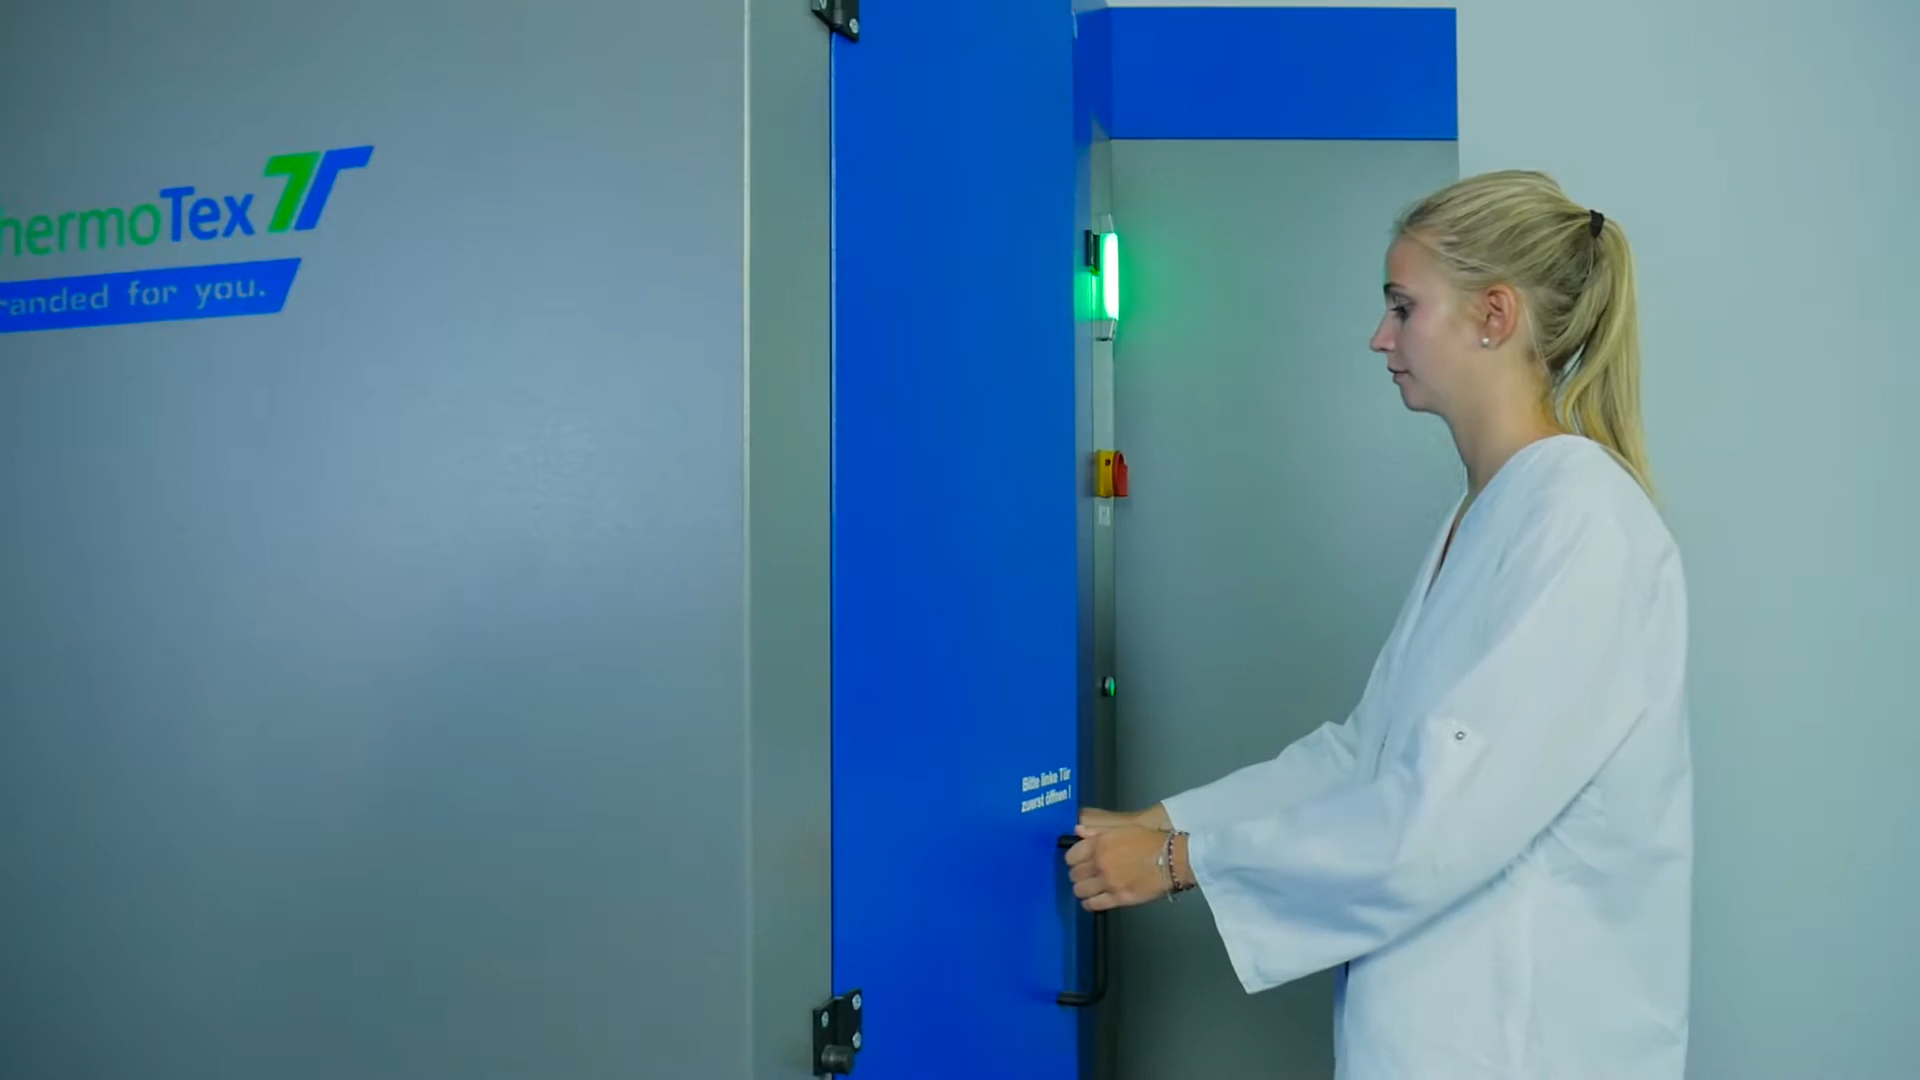 hermoTex
randed for you.
Bitte linke Tür
zuerst öffnen !